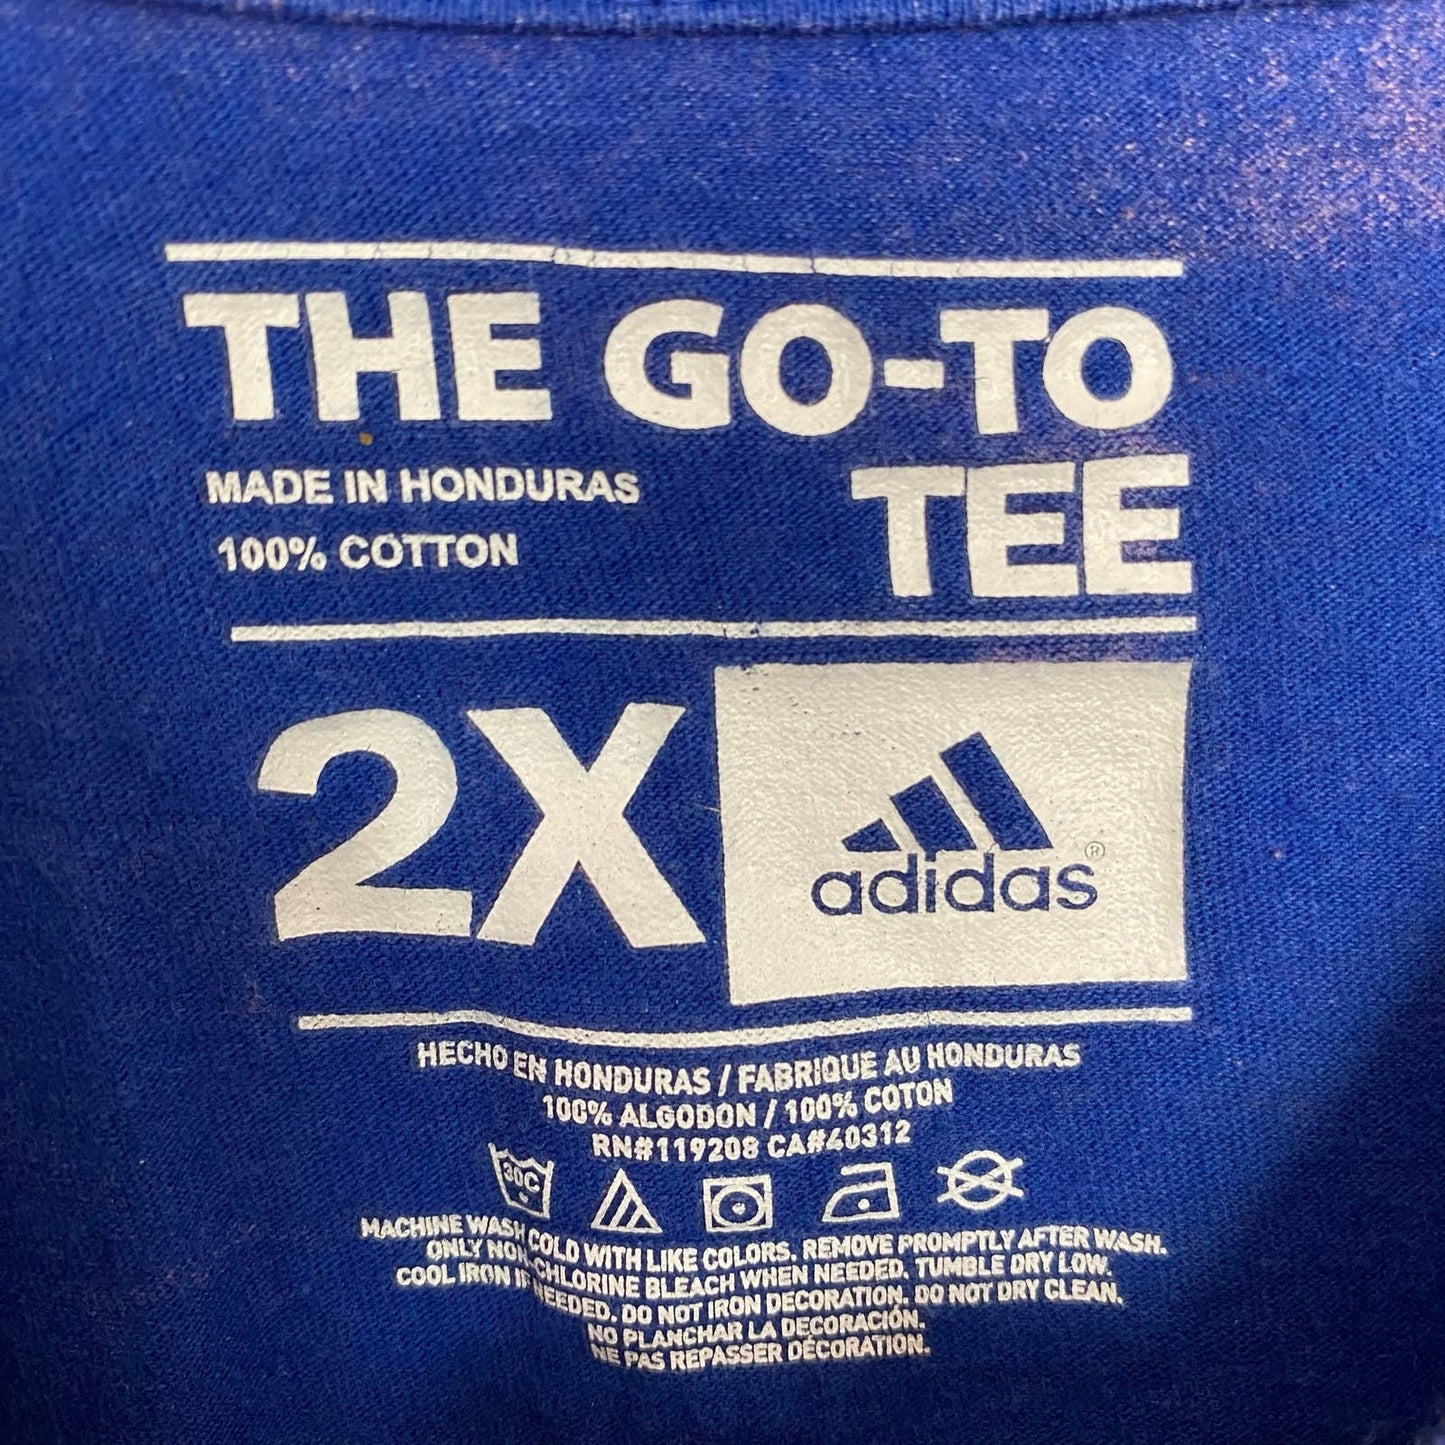 THE GO-TO
TEE
MADE IN HONDURAS
100% COTTON
2X
adidas®
HECHO EN HONDURAS / FABRIQUE AU HONDURAS
100% ALGODON / 100% COTON
RN#119208 CA#40312
30C
MACHINE WASH COLD WITH LIKE COLORS. REMOVE PROMPTLY AFTER WASH.
ONLY NON-CHLORINE BLEACH WHEN NEEDED. TUMBLE DRY LOW.
COOL IRON IF NEEDED. DO NOT IRON DECORATION. DO NOT DRY CLEAN.
NO PLANCHAR LA DECORACIÓN.
NE PAS REPASSER DÉCORATION.